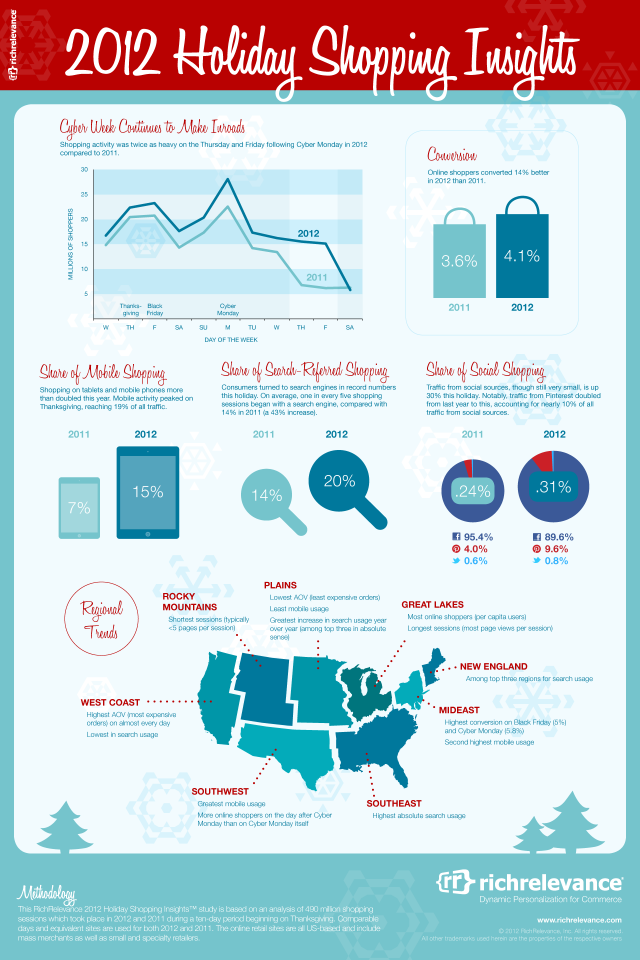 richrelevance
2012 Holiday Shopping Insights
Cyber Week Continues to Make Inroads
Shopping activity was twice as heavy on the Thursday and Friday following Cyber Monday in 2012
compared to 2011.
30
25
20
15
10
5
MILLIONS OF SHOPPERS
2012
2011
Thanks-
giving
Black
Friday
Cyber
Monday
W TH F SA SU M TU W TH F SA
DAY OF THE WEEK
Conversion
Online shoppers converted 14% better
in 2012 than 2011.
3.6%
4.1%
2011
2012
Share of Mobile Shopping
Shopping on tablets and mobile phones more
than doubled this year. Mobile activity peaked on
Thanksgiving, reaching 19% of all traffic.
2011
2012
7%
15%
Share of Search-Referred Shopping
Consumers turned to search engines in record numbers
this holiday. On average, one in every five shopping
sessions began with a search engine, compared with
14% in 2011 (a 43% increase).
2011
2012
14%
20%
Share of Social Shopping
Traffic from social sources, though still very small, is up
30% this holiday. Notably, traffic from Pinterest doubled
from last year to this, accounting for nearly 10% of all
traffic from social sources.
2011
2012
.24%
.31%
95.4%
4.0%
0.6%
89.6%
9.6%
0.8%
Regional
Trends
ROCKY
MOUNTAINS
Shortest sessions (typically
<5 pages per session)
PLAINS
Lowest AOV (least expensive orders)
Least mobile usage
Greatest increase in search usage year
over year (among top three in absolute
sense)
GREAT LAKES
Most online shoppers (per capita users)
Longest sessions (most page views per session)
NEW ENGLAND
Among top three regions for search usage
WEST COAST
Highest AOV (most expensive
orders) on almost every day
Lowest in search usage
MIDEAST
Highest conversion on Black Friday (5%)
and Cyber Monday (5.8%)
Second highest mobile usage
SOUTHWEST
Greatest mobile usage
More online shoppers on the day after Cyber
Monday than on Cyber Monday itself
SOUTHEAST
Highest absolute search usage
Methodology
This RichRelevance 2012 Holiday Shopping Insights™ study is based on an analysis of 490 million shopping
sessions which took place in 2012 and 2011 during a ten-day period beginning on Thanksgiving. Comparable
days and equivalent sites are used for both 2012 and 2011. The online retail sites are all US-based and include
mass merchants as well as small and specialty retailers.
richrelevance
Dynamic Personalization for Commerce
www.richrelevance.com
© 2012 RichRelevance, Inc. All rights reserved.
All other trademarks used herein are the properties of the respective owners